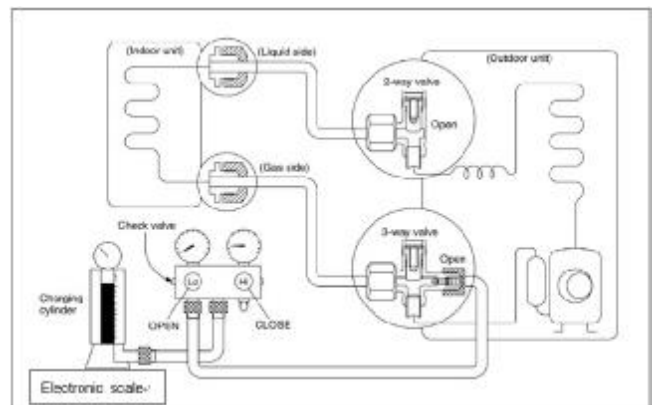 (Indoor unit)
(Liquid side)
(Outdoor unit)
2-way valve
Open
(Gas side)
3-way valve
Open
Check valve
Lo
Hi
Charging
cylinder
OPEN
CLOSE
Electronic scale